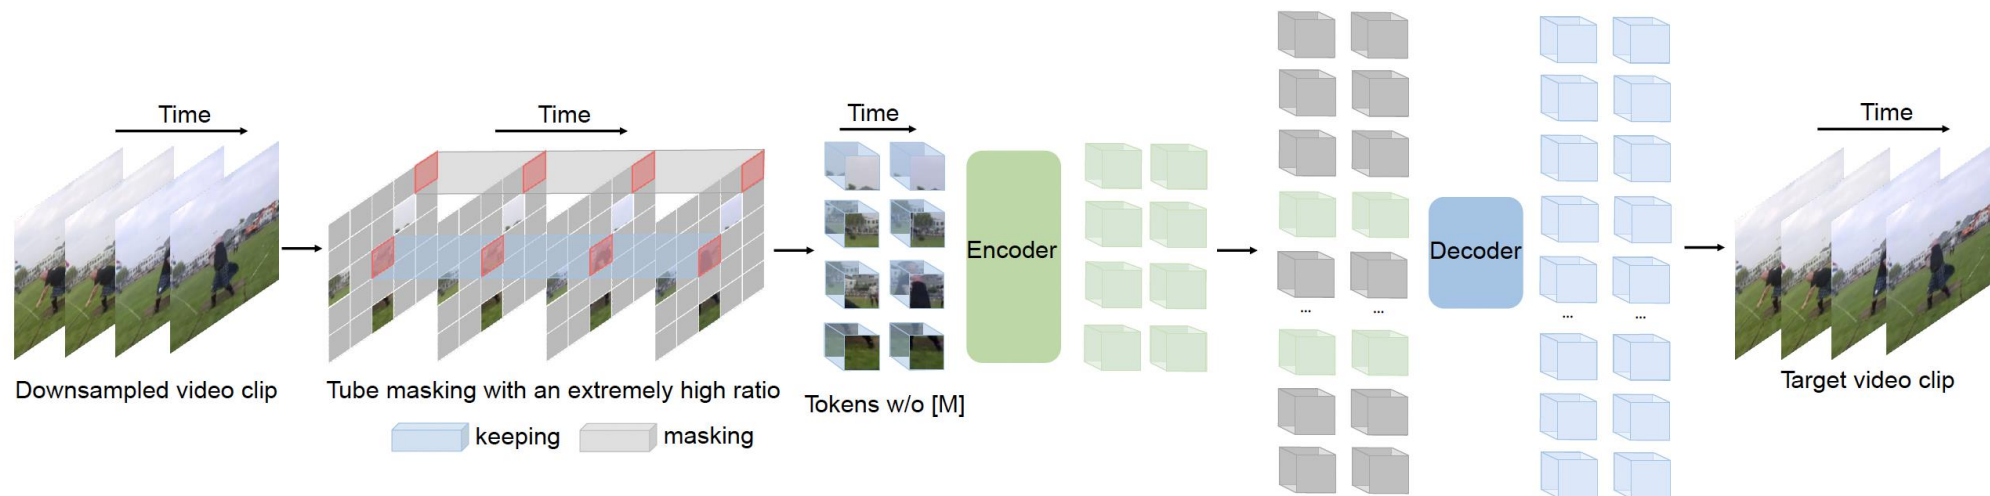 Time
Time
Time
Time
Encoder
Decoder
...
...
...
...
Downsampled video clip
Tube masking with an extremely high ratio
Tokens w/o [M]
Target video clip
keeping
masking